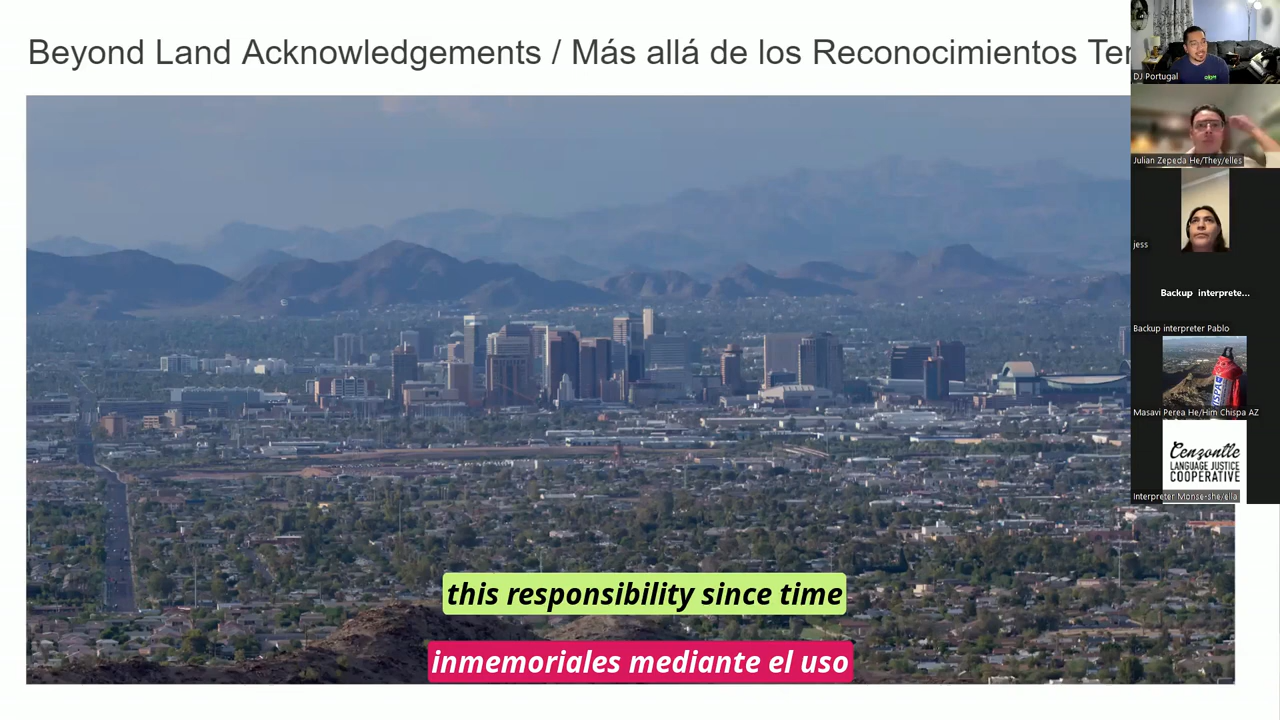 Beyond Land Acknowledgements / Más allá de los Reconocimientos Ter
DJ Portugal
Julian Zepeda He/They/elles
jess
Backup interprete...
Backup interpreter Pablo
Masavi Perea He/Him Chispa AZ
Cenzontle
LANGUAGE JUSTICE
COOPERATIVE
Interpreter Monse-she/ella
this responsibility since time
inmemoriales mediante el uso